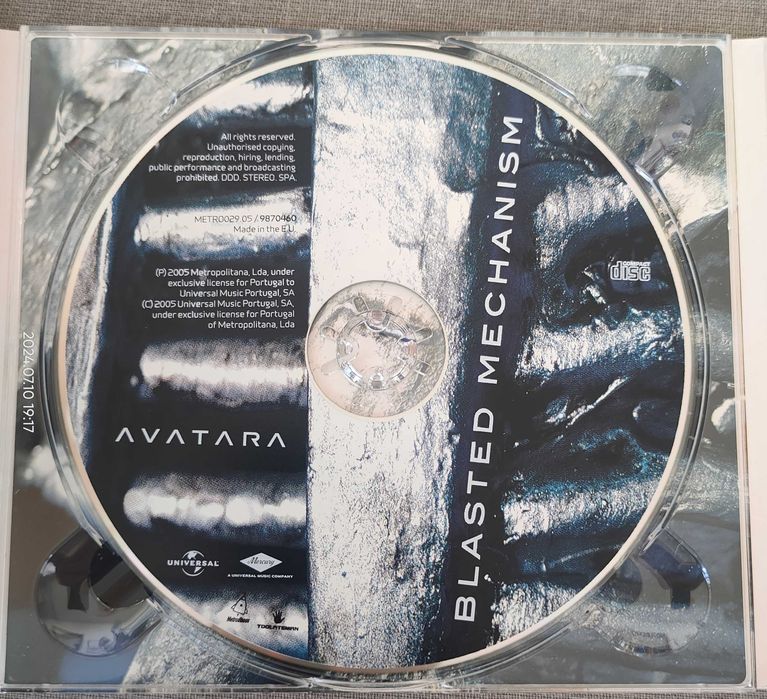 All rights reserved.
Unauthorised copying,
reproduction, hiring, lending,
public performance and broadcasting
prohibited. DDD. STEREO. SPA.
METRO029 05 / 9870460
Made in the E.U.
(P) 2005 Metropolitana, Lda, under
exclusive license for Portugal to
Universal Music Portugal, SA
(C) 2005 Universal Music Portugal, SA,
under exclusive license for Portugal
of Metropolitana, Lda
AVATARA
UNIVERSAL
Mercury
A UNIVERSAL MUSIC COMPANY
TOOLATEMAN
BLASTED MECHANISM
COMPACT
disc
2024.07.10 19:17